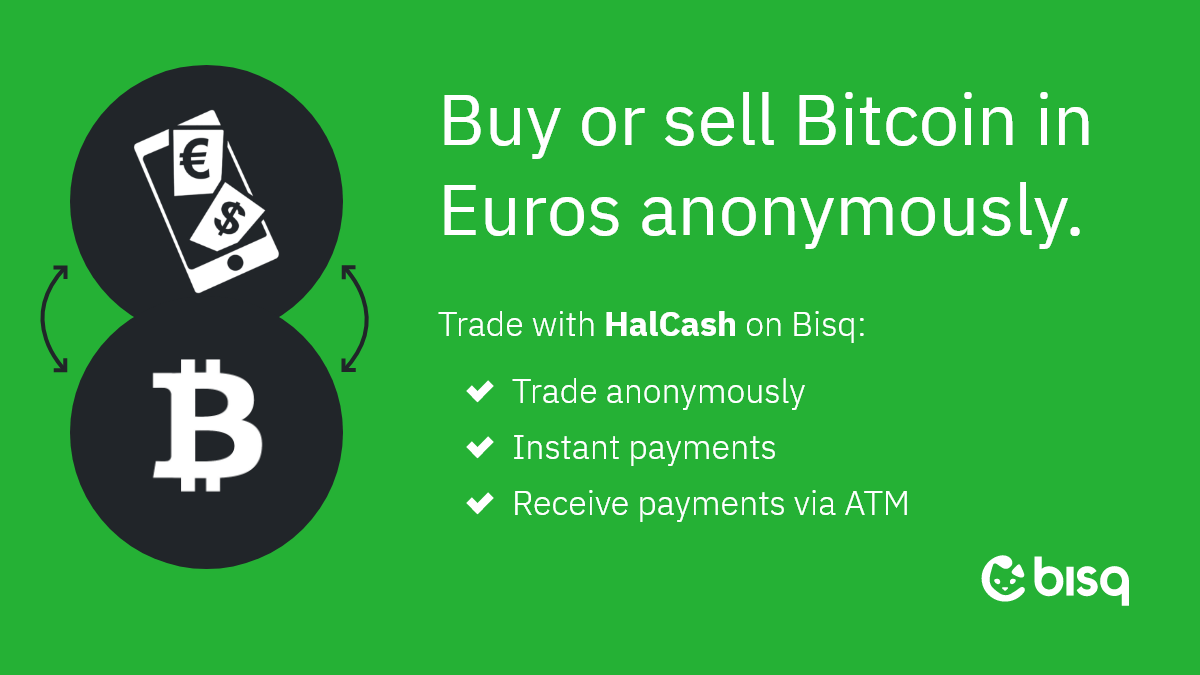 Buy or sell Bitcoin in
Euros anonymously.
Trade with HalCash on Bisq:
Trade anonymously
Instant payments
Receive payments via ATM
bisq
€
$
₿